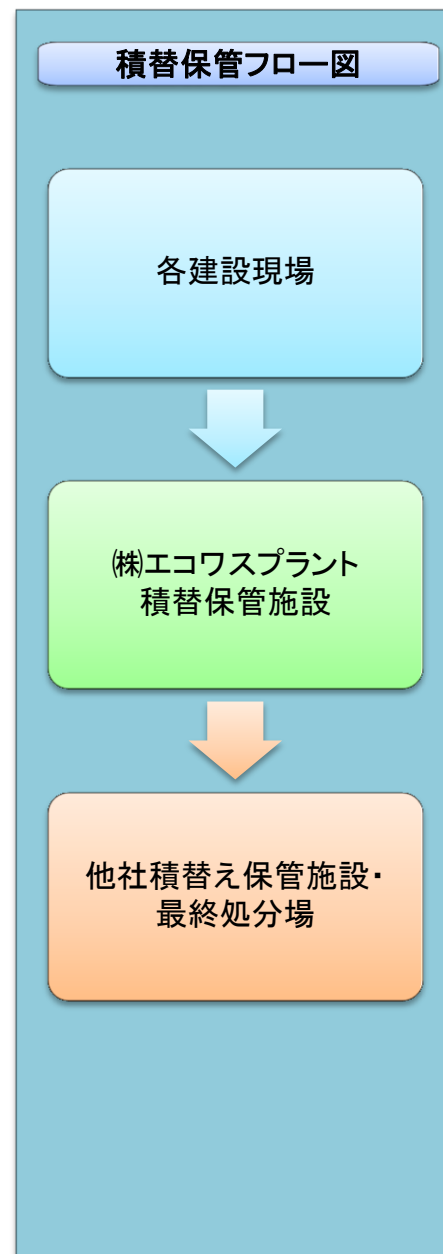 積替保管フロー図
各建設現場
㈱エコワスプラント
積替保管施設
他社積替え保管施設・
最終処分場